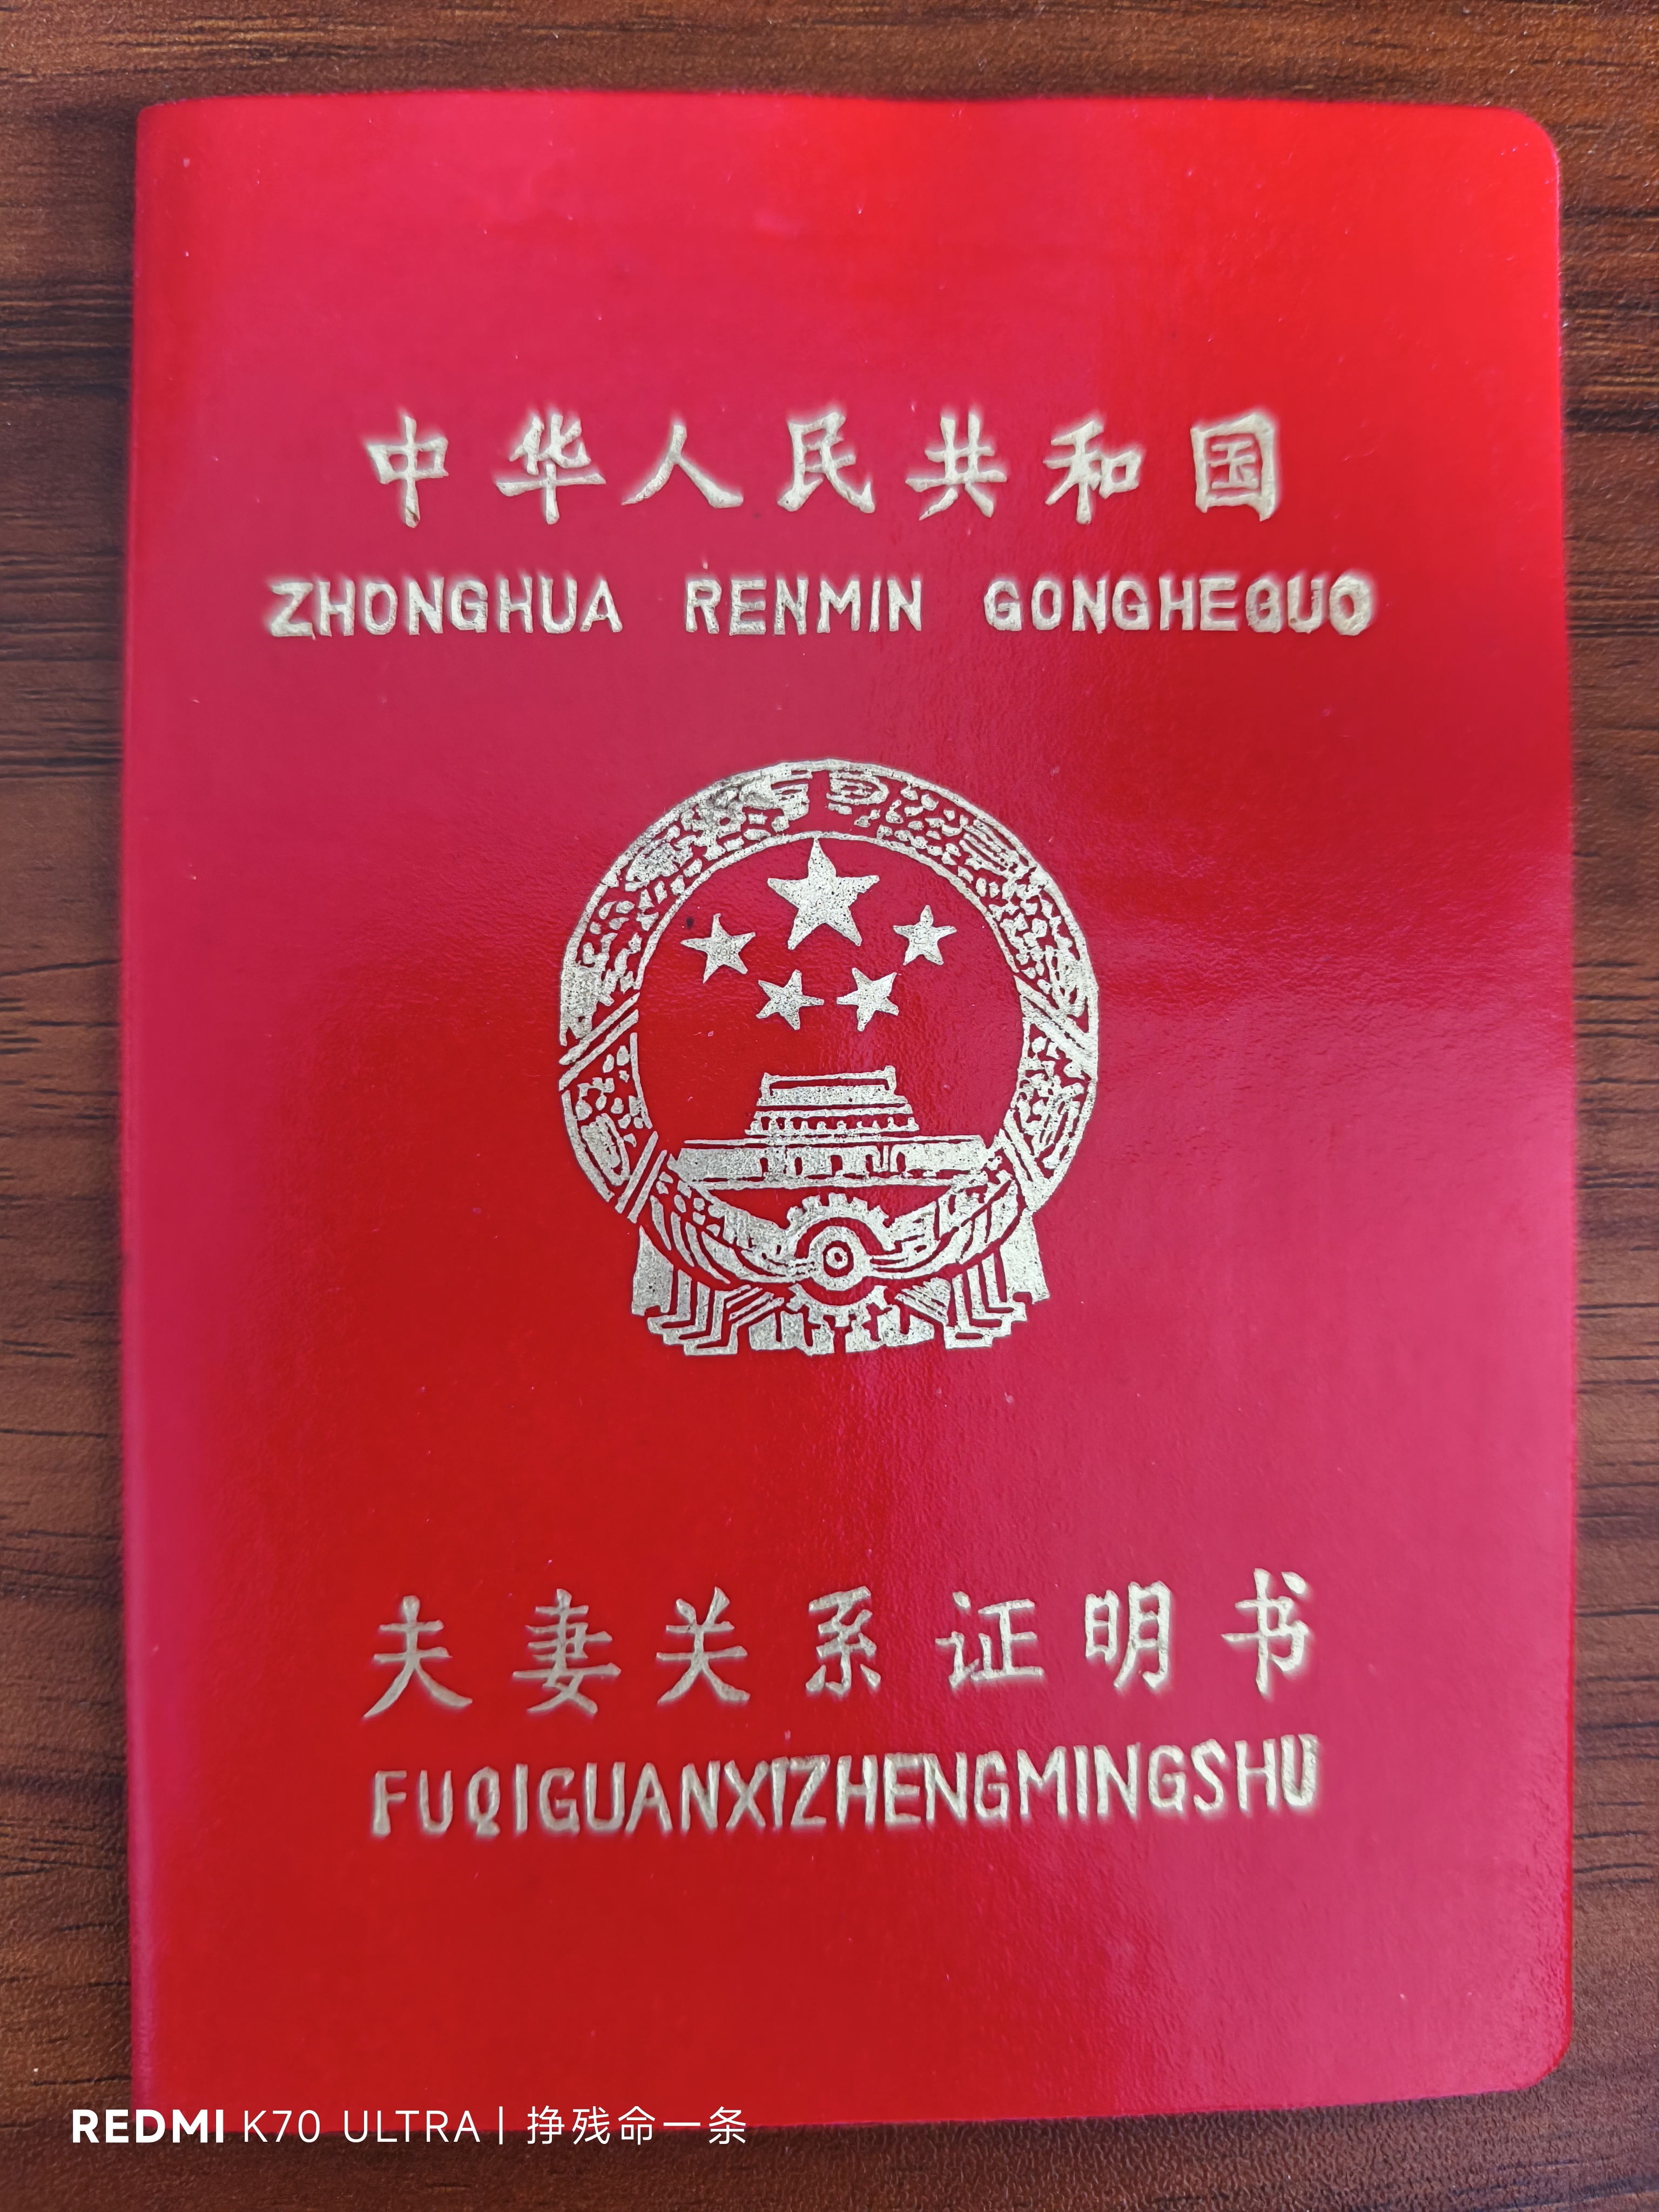 中华人民共和国
ZHONGHUA RENMIN GONGHEGUO
夫妻关系证明书
FUQIGUANXIZHENGMINGSHU
REDMI K70 ULTRA | 挣残命一条